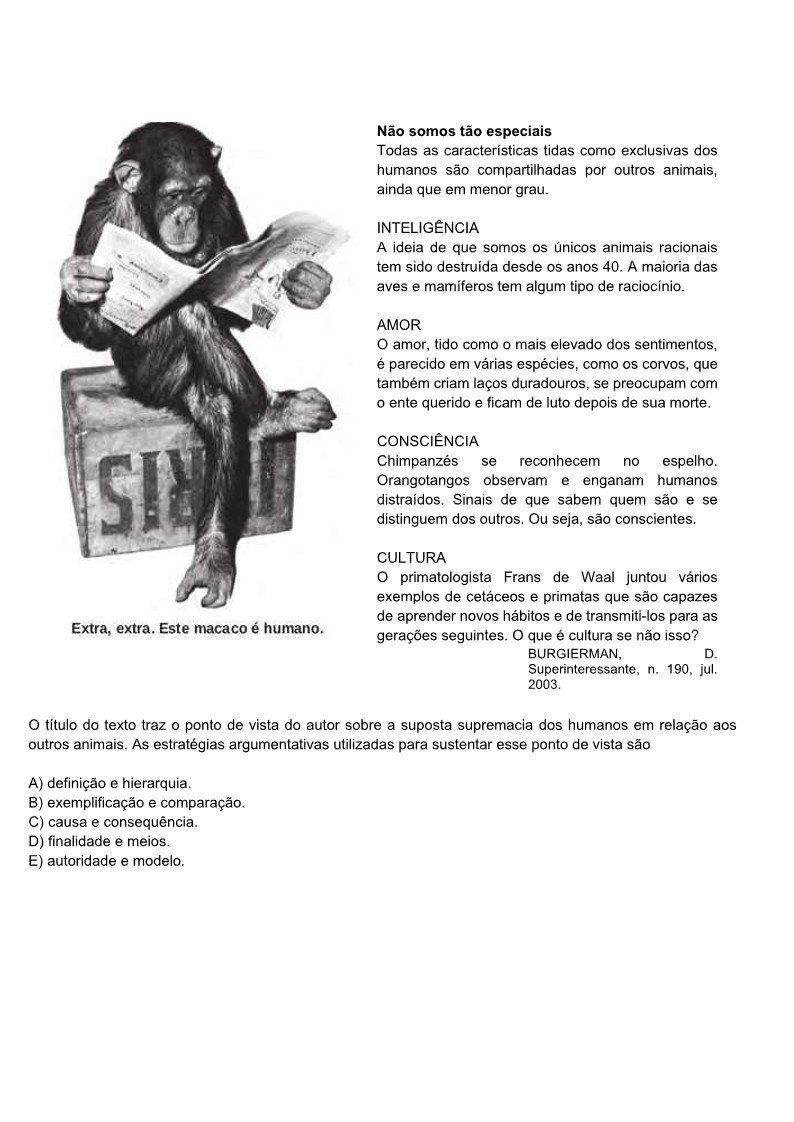 Não somos tão especiais
Todas as características tidas como exclusivas dos
humanos são compartilhadas por outros animais,
ainda que em menor grau.
INTELIGÊNCIA
A ideia de que somos os únicos animais racionais
tem sido destruída desde os anos 40. A maioria das
aves e mamíferos tem algum tipo de raciocínio.
AMOR
O amor, tido como o mais elevado dos sentimentos,
é parecido em várias espécies, como os corvos, que
também criam laços duradouros, se preocupam com
o ente querido e ficam de luto depois de sua morte.
CONSCIÊNCIA
Chimpanzés se reconhecem no espelho.
Orangotangos observam e enganam humanos
distraídos. Sinais de que sabem quem são e se
distinguem dos outros. Ou seja, são conscientes.
CULTURA
O primatologista Frans de Waal juntou vários
exemplos de cetáceos e primatas que são capazes
de aprender novos hábitos e de transmiti-los para as
gerações seguintes. O que é cultura se não isso?
BURGIERMAN, D.
Superinteressante, n. 190, jul.
2003.
Extra, extra. Este macaco é humano.
O título do texto traz o ponto de vista do autor sobre a suposta supremacia dos humanos em relação aos
outros animais. As estratégias argumentativas utilizadas para sustentar esse ponto de vista são
A) definição e hierarquia.
B) exemplificação e comparação.
C) causa e consequência.
D) finalidade e meios.
E) autoridade e modelo.